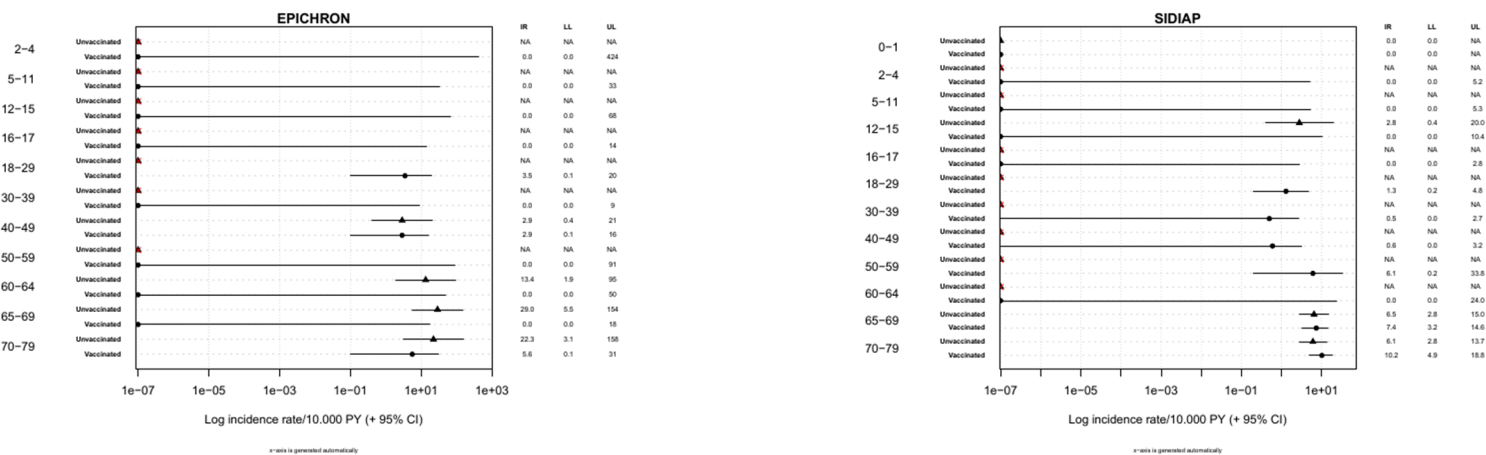 EPICHRON
IR LL UL
2−4
Unvaccinated NA NA NA
Vaccinated 0.0 0.0 424
5−11
Unvaccinated NA NA NA
Vaccinated 0.0 0.0 33
12−15
Unvaccinated NA NA NA
Vaccinated 0.0 0.0 68
16−17
Unvaccinated NA NA NA
Vaccinated 0.0 0.0 14
18−29
Unvaccinated NA NA NA
Vaccinated 3.5 0.1 20
30−39
Unvaccinated NA NA NA
Vaccinated 0.0 0.0 9
40−49
Unvaccinated 2.9 0.4 21
Vaccinated 2.9 0.1 16
50−59
Unvaccinated NA NA NA
Vaccinated 0.0 0.0 91
60−64
Unvaccinated 13.4 1.9 95
Vaccinated 0.0 0.0 50
65−69
Unvaccinated 29.0 5.5 154
Vaccinated 0.0 0.0 18
70−79
Unvaccinated 22.3 3.1 158
Vaccinated 5.6 0.1 31
1e−07 1e−05 1e−03 1e−01 1e+01 1e+03
Log incidence rate/10.000 PY (+ 95% CI)
x−axis is generated automatically
SIDIAP
IR LL UL
0−1
Unvaccinated 0.0 0.0 NA
Vaccinated 0.0 0.0 NA
2−4
Unvaccinated NA NA NA
Vaccinated 0.0 0.0 5.2
5−11
Unvaccinated NA NA NA
Vaccinated 0.0 0.0 5.3
12−15
Unvaccinated 2.8 0.4 20.0
Vaccinated 0.0 0.0 10.4
16−17
Unvaccinated NA NA NA
Vaccinated 0.0 0.0 2.8
18−29
Unvaccinated NA NA NA
Vaccinated 1.3 0.2 4.8
30−39
Unvaccinated NA NA NA
Vaccinated 0.5 0.0 2.7
40−49
Unvaccinated NA NA NA
Vaccinated 0.6 0.0 3.2
50−59
Unvaccinated NA NA NA
Vaccinated 6.1 0.2 33.8
60−64
Unvaccinated NA NA NA
Vaccinated 0.0 0.0 24.0
65−69
Unvaccinated 6.5 2.8 15.0
Vaccinated 7.4 3.2 14.6
70−79
Unvaccinated 6.1 2.8 13.7
Vaccinated 10.2 4.9 18.8
1e−07 1e−05 1e−03 1e−01 1e+01
Log incidence rate/10.000 PY (+ 95% CI)
x−axis is generated automatically